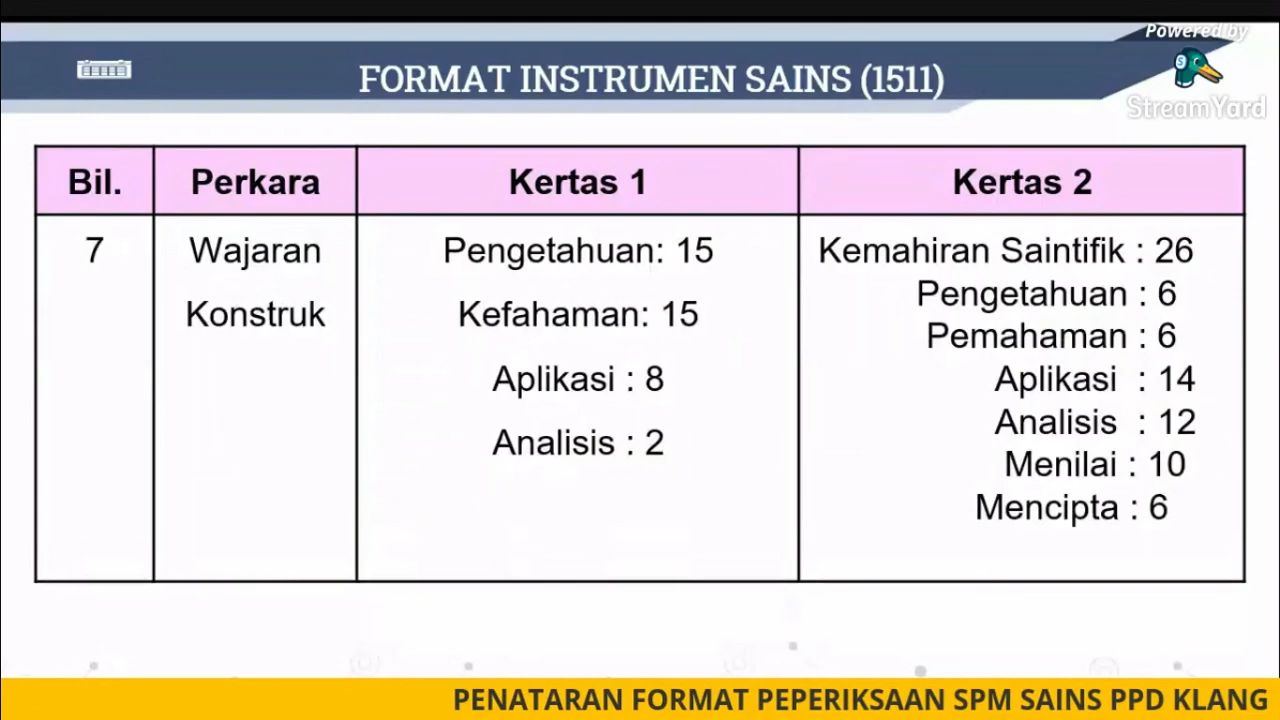 Powered by
StreamYard
FORMAT INSTRUMEN SAINS (1511)
Bil.
Perkara
Kertas 1
Kertas 2
7
Wajaran
Konstruk
Pengetahuan: 15
Kefahaman: 15
Aplikasi : 8
Analisis : 2
Kemahiran Saintifik : 26
Pengetahuan : 6
Pemahaman : 6
Aplikasi : 14
Analisis : 12
Menilai : 10
Mencipta : 6
PENATARAN FORMAT PEPERIKSAAN SPM SAINS PPD KLANG